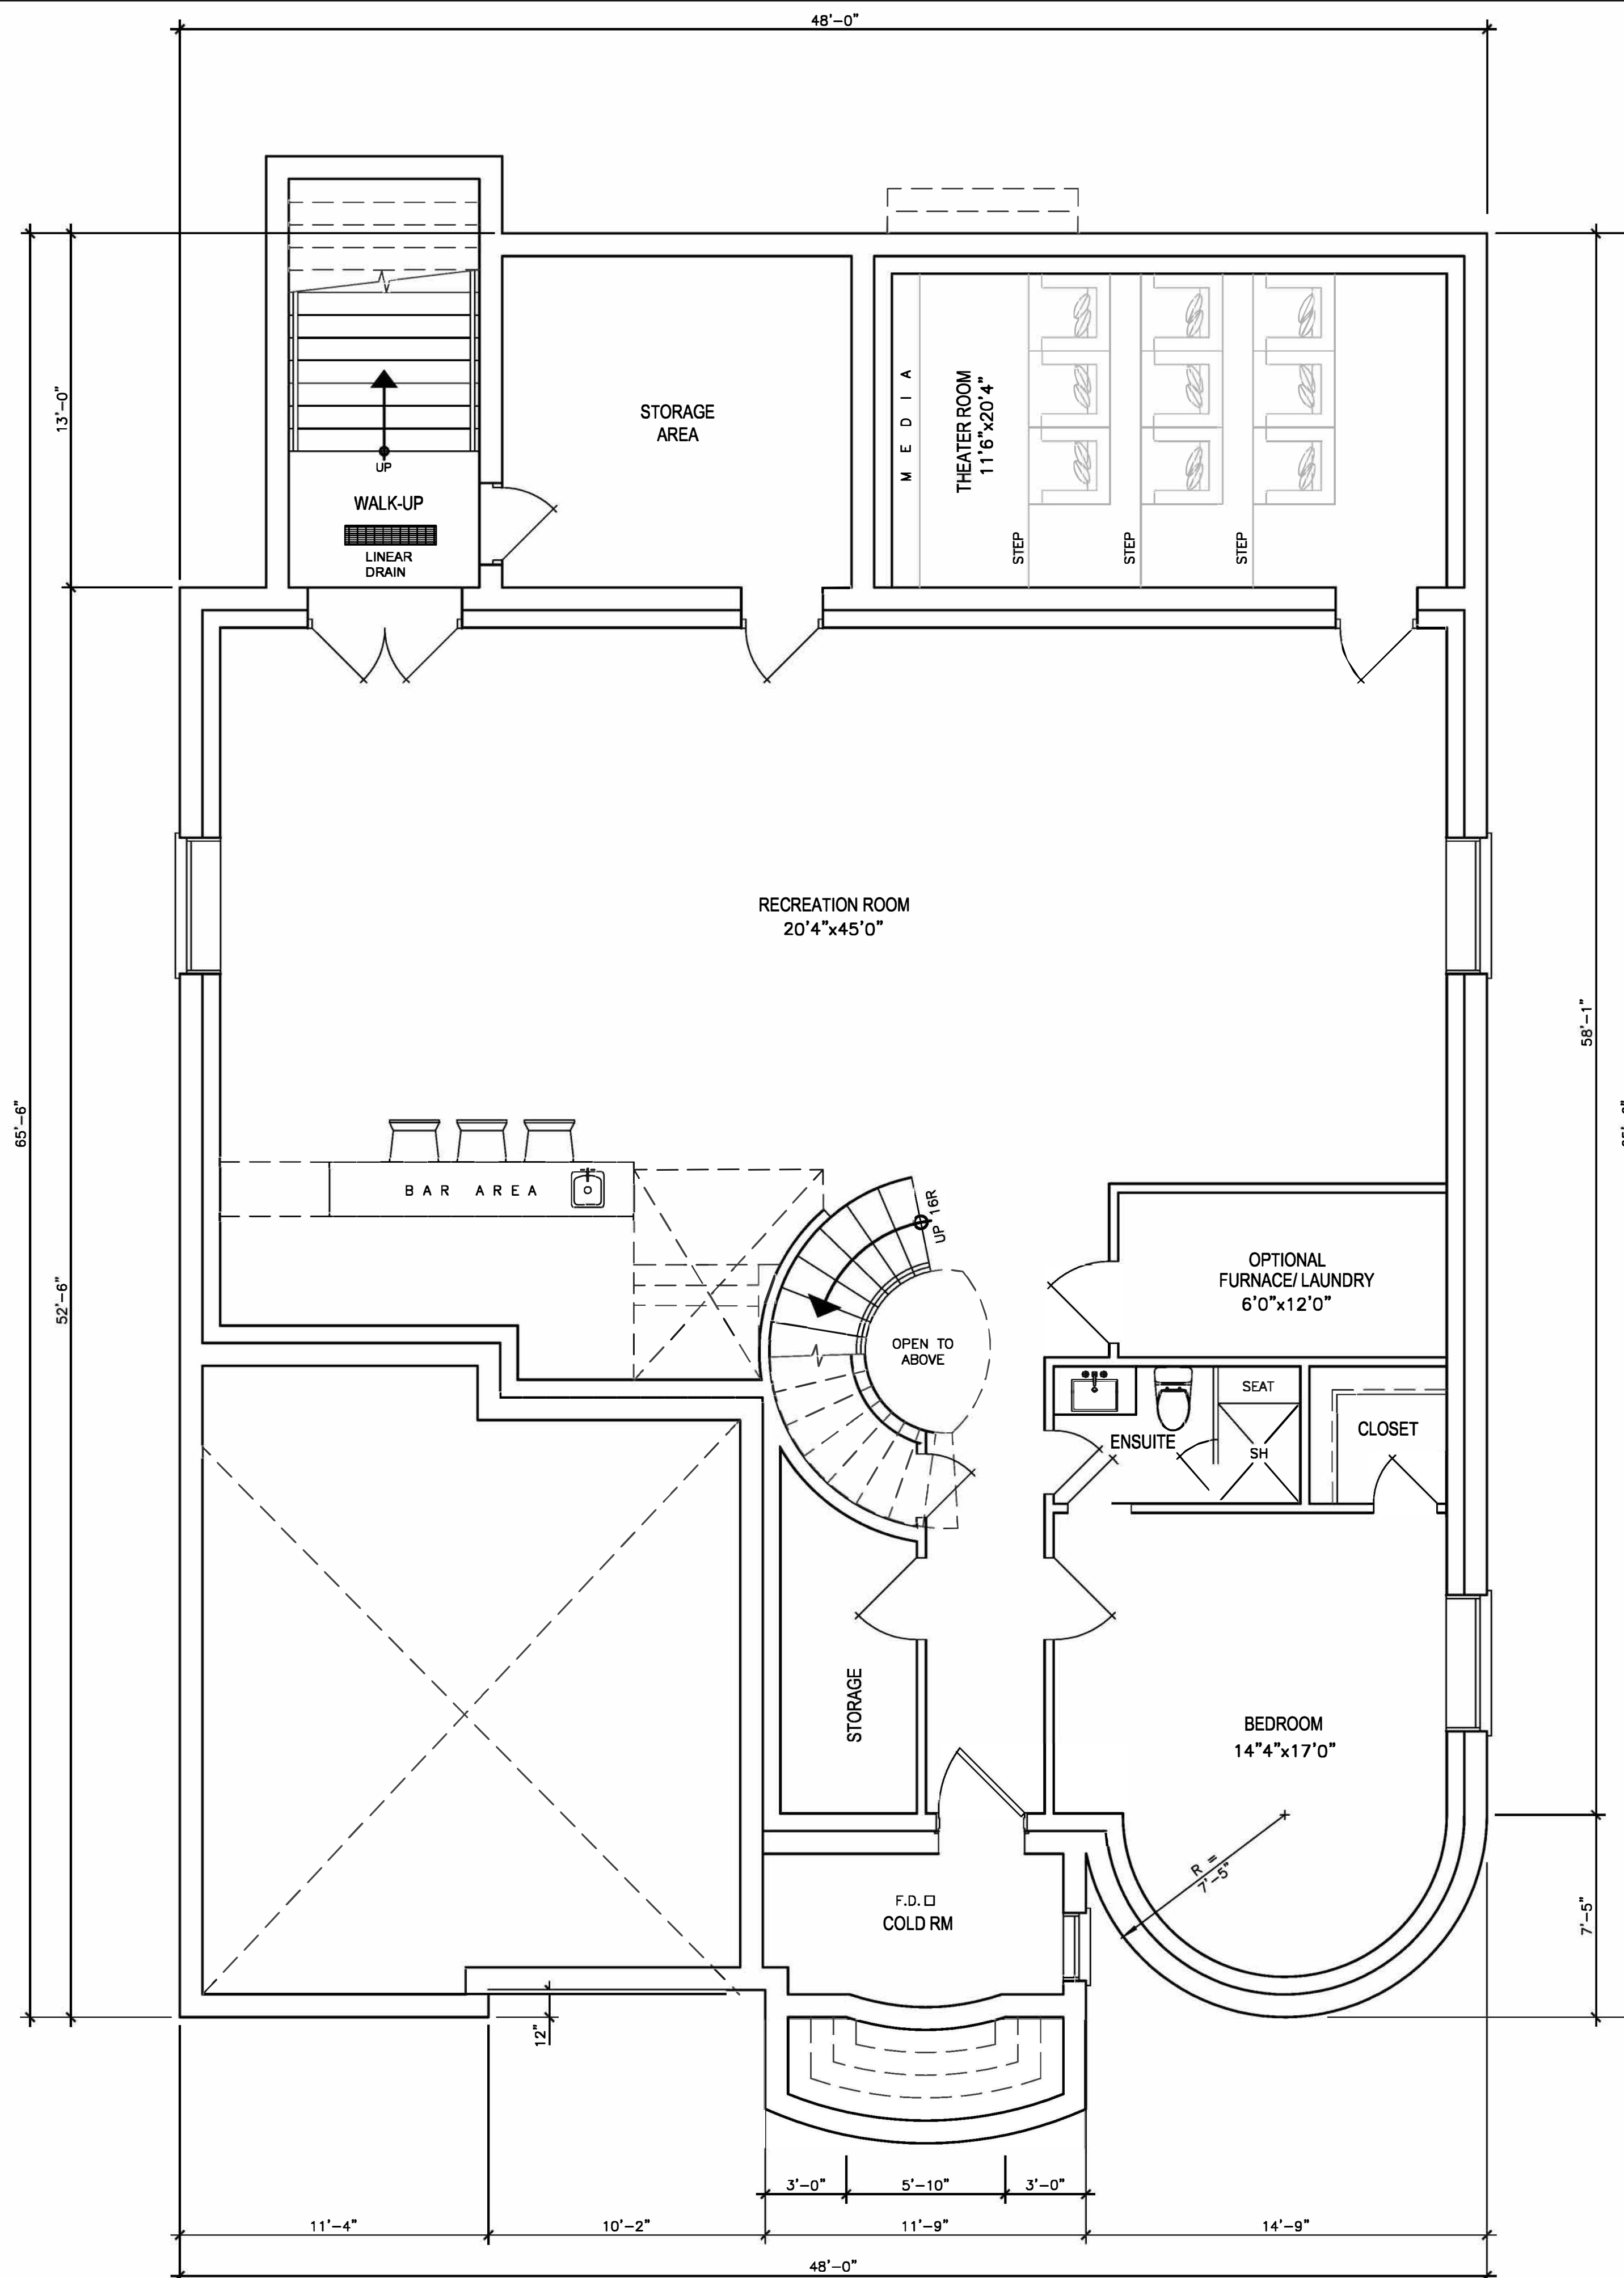 48'-0"
13'-0"
STORAGE
AREA
M E D I A
THEATER ROOM
11'6"x20'4"
STEP
STEP
STEP
UP
WALK-UP
LINEAR
DRAIN
RECREATION ROOM
20'4"x45'0"
58'-1"
65'-6"
52'-6"
BAR AREA
UP 16R
OPEN TO
ABOVE
OPTIONAL
FURNACE/ LAUNDRY
6'0"x12'0"
SEAT
ENSUITE
SH
CLOSET
STORAGE
BEDROOM
14"4"x17'0"
R =
7'-5"
F.D.
COLD RM
7'-5"
12"
3'-0"
5'-10"
3'-0"
11'-4"
10'-2"
11'-9"
14'-9"
48'-0"